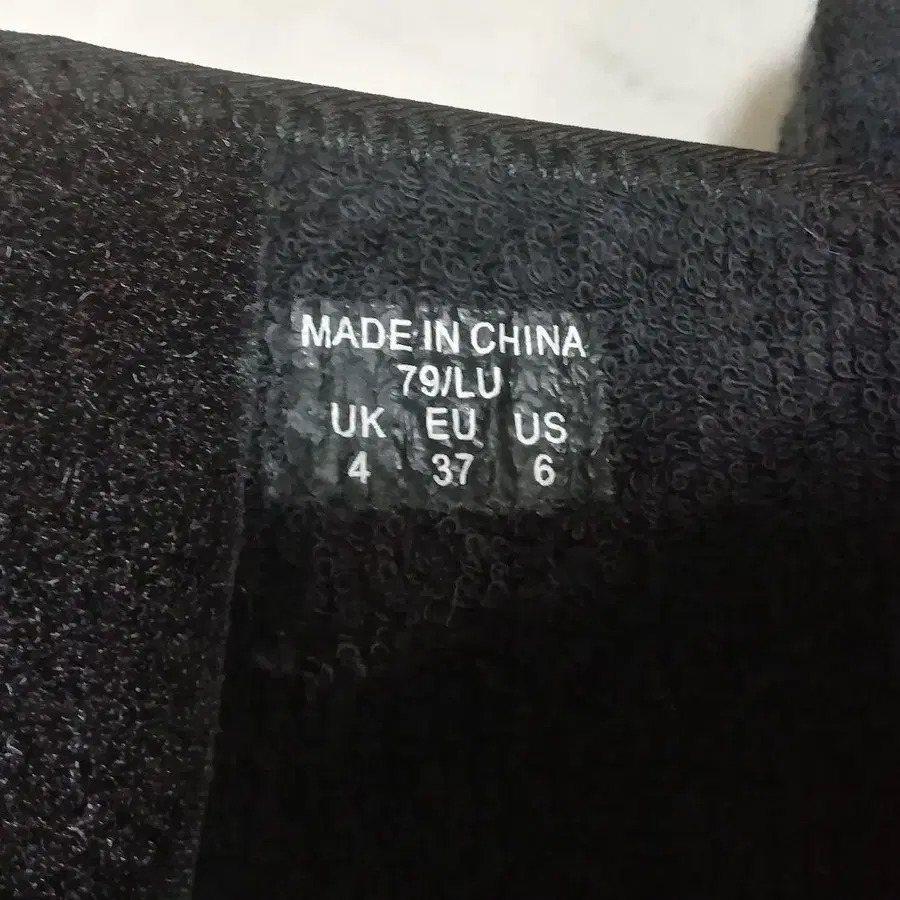 MADE IN CHINA
79/LU
UK EU US
4 37 6